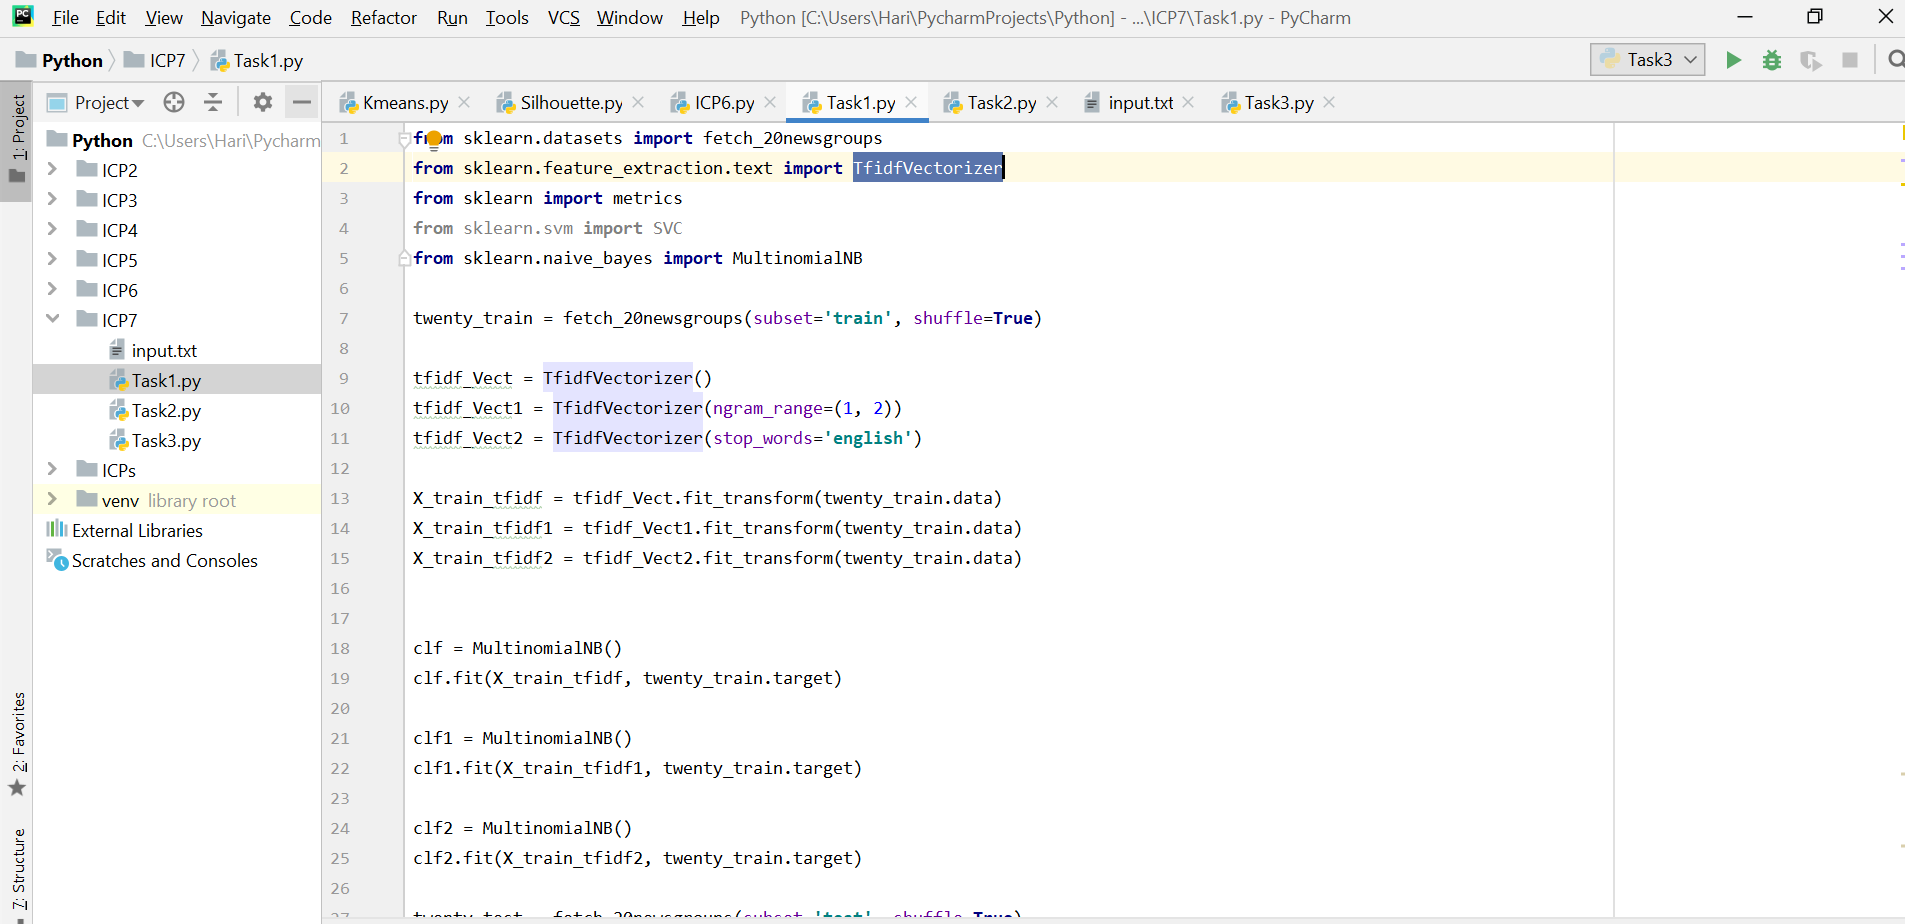 PC File Edit View Navigate Code Refactor Run Tools VCS Window Help Python [C:\Users\Hari\PycharmProjects\Python] - ...\ICP7\Task1.py - PyCharm
Python ICP7 Task1.py Task3
1: Project
2: Favorites
7: Structure
Project
Python C:\Users\Hari\Pycharm
ICP2
ICP3
ICP4
ICP5
ICP6
ICP7
input.txt
Task1.py
Task2.py
Task3.py
ICPs
venv library root
External Libraries
Scratches and Consoles
Kmeans.py Silhouette.py ICP6.py Task1.py Task2.py input.txt Task3.py
1 from sklearn.datasets import fetch_20newsgroups
2 from sklearn.feature_extraction.text import TfidfVectorizer
3 from sklearn import metrics
4 from sklearn.svm import SVC
5 from sklearn.naive_bayes import MultinomialNB
6
7 twenty_train = fetch_20newsgroups(subset='train', shuffle=True)
8
9 tfidf_Vect = TfidfVectorizer()
10 tfidf_Vect1 = TfidfVectorizer(ngram_range=(1, 2))
11 tfidf_Vect2 = TfidfVectorizer(stop_words='english')
12
13 X_train_tfidf = tfidf_Vect.fit_transform(twenty_train.data)
14 X_train_tfidf1 = tfidf_Vect1.fit_transform(twenty_train.data)
15 X_train_tfidf2 = tfidf_Vect2.fit_transform(twenty_train.data)
16
17
18 clf = MultinomialNB()
19 clf.fit(X_train_tfidf, twenty_train.target)
20
21 clf1 = MultinomialNB()
22 clf1.fit(X_train_tfidf1, twenty_train.target)
23
24 clf2 = MultinomialNB()
25 clf2.fit(X_train_tfidf2, twenty_train.target)
26
27 twenty_test = fetch_20newsgroups(subset='test', shuffle=True)